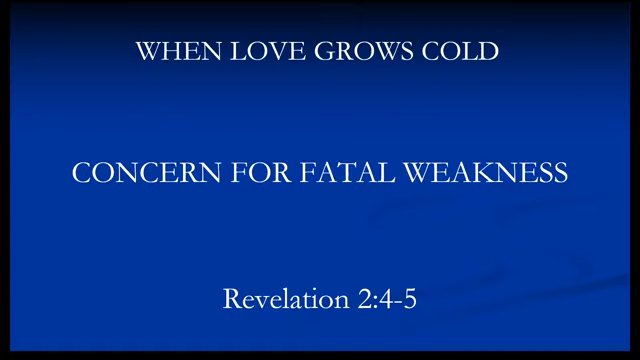 WHEN LOVE GROWS COLD
CONCERN FOR FATAL WEAKNESS
Revelation 2:4-5